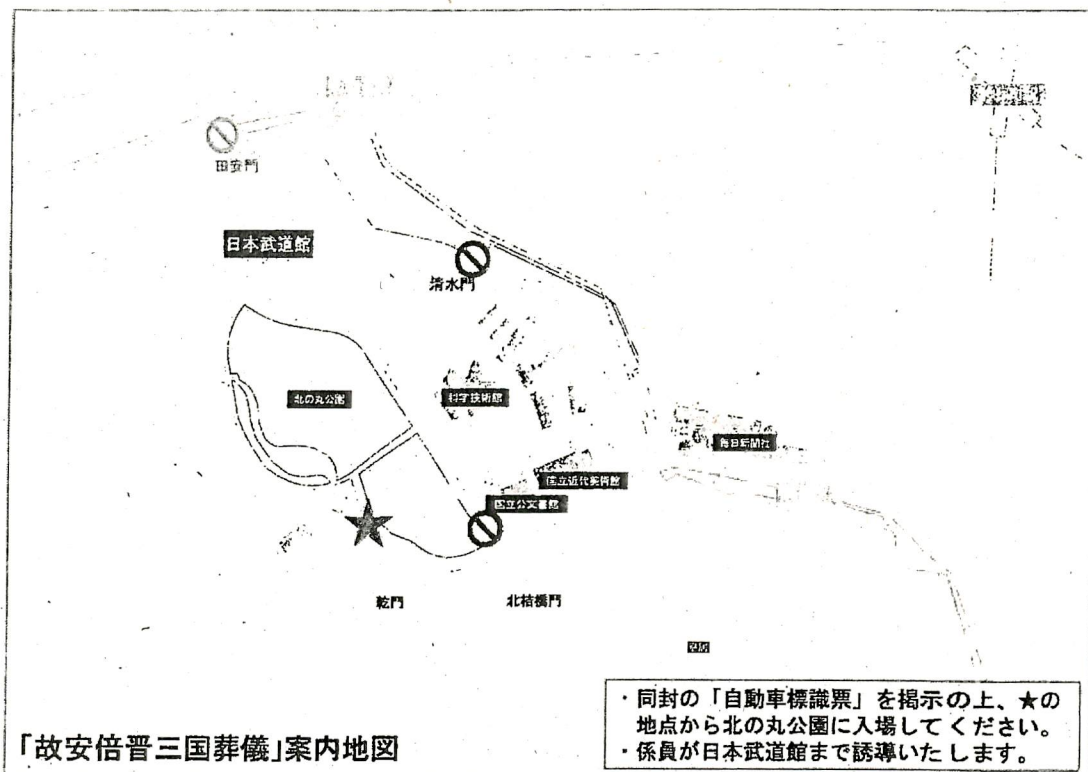 田安門
日本武道館
清水門
北の丸公園
科学技術館
毎日新聞社
国立近代美術館
国立公文書館
乾門
北桔橋門
皇居
・同封の「自動車標識票」を掲示の上、★の
地点から北の丸公園に入場してください。
・係員が日本武道館まで誘導いたします。
「故安倍晋三国葬儀」案内地図